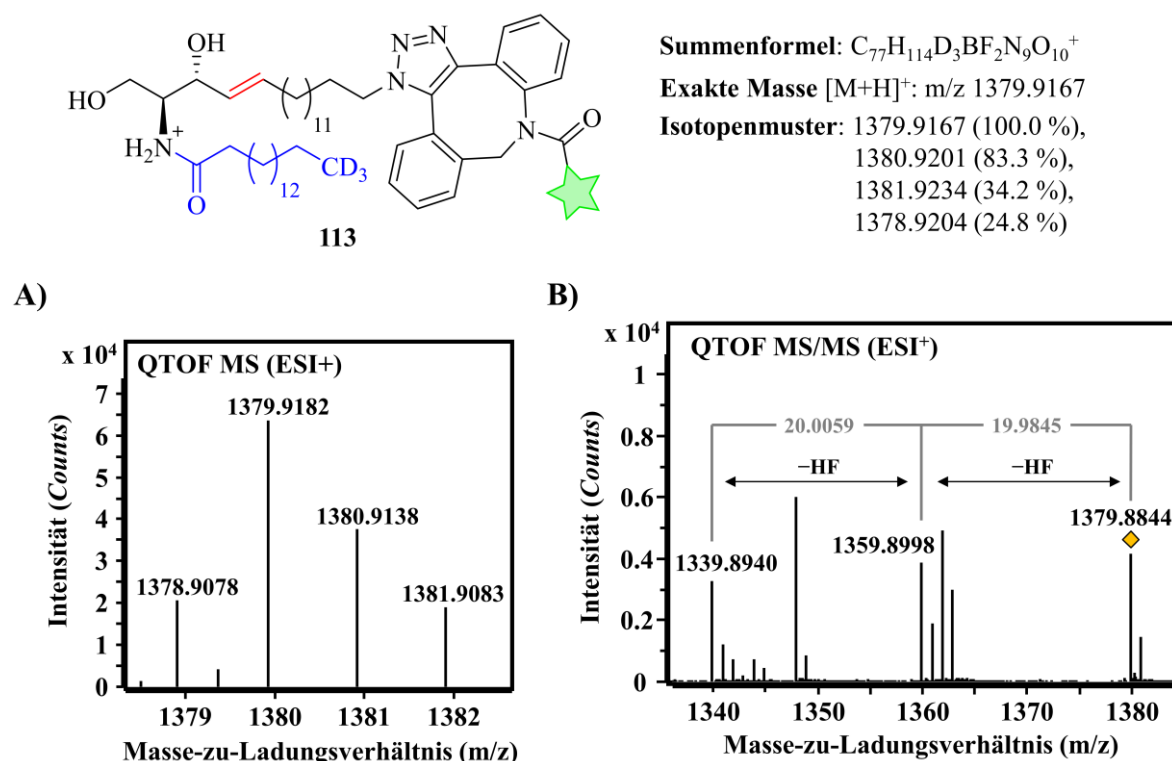 OH
HO
H₂N
+
O
12
CD₃
11
N=N
N
N
O
113
Summenformel: C₇₇H₁₁₄D₃BF₂N₉O₁₀⁺
Exakte Masse [M+H]⁺: m/z 1379.9167
Isotopenmuster: 1379.9167 (100.0 %),
1380.9201 (83.3 %),
1381.9234 (34.2 %),
1378.9204 (24.8 %)
A)
x 10⁴
QTOF MS (ESI+)
Intensität (Counts)
7
6
5
4
3
2
1
0
1378.9078
1379.9182
1380.9138
1381.9083
1379
1380
1381
1382
Masse-zu-Ladungsverhältnis (m/z)
B)
x 10⁴
QTOF MS/MS (ESI⁺)
Intensität (Counts)
1
0.8
0.6
0.4
0.2
0
20.0059
19.9845
−HF
−HF
1339.8940
1359.8998
1379.8844
1340
1350
1360
1370
1380
Masse-zu-Ladungsverhältnis (m/z)